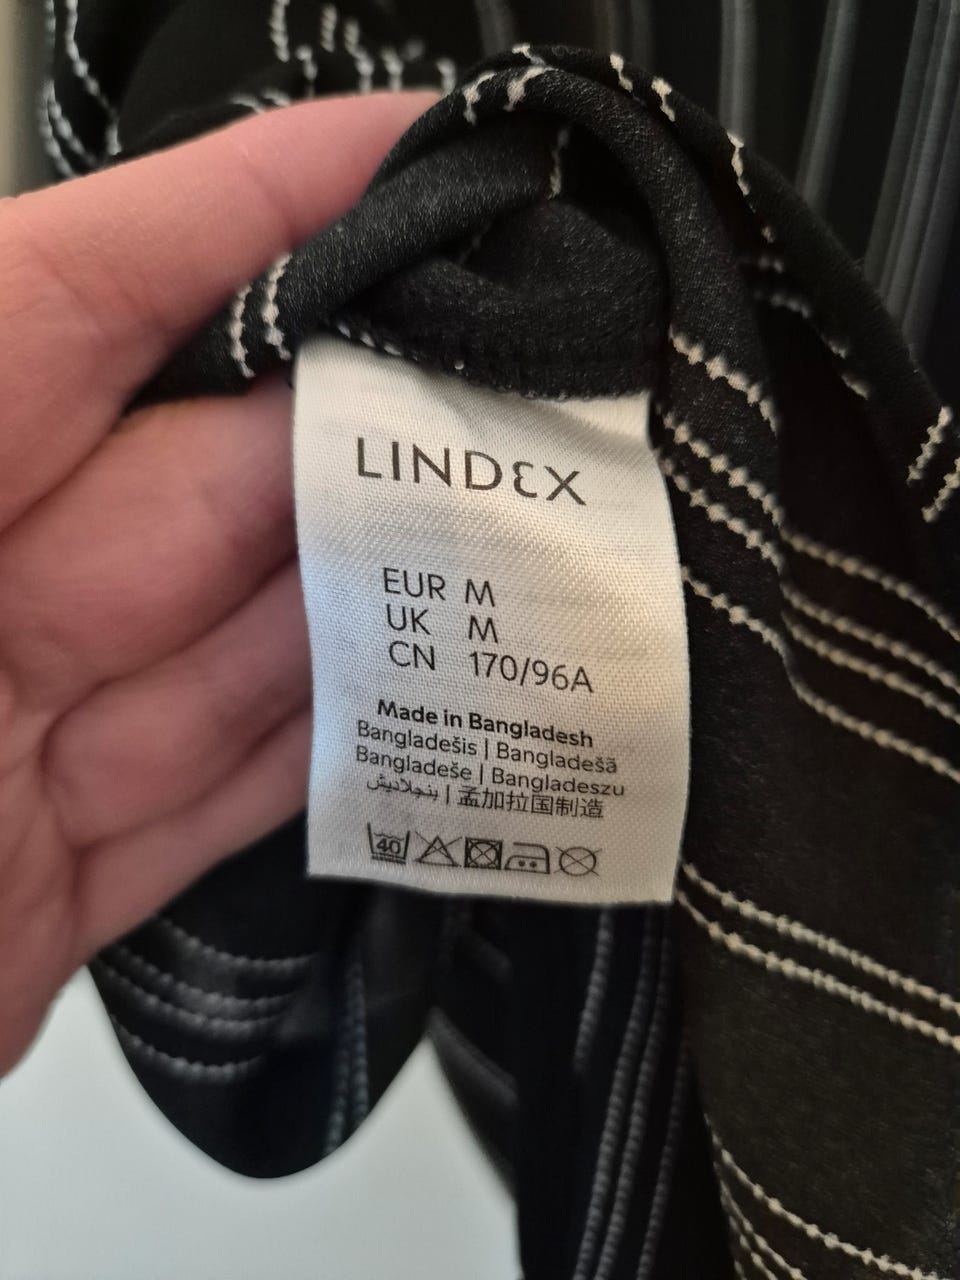 LINDEX
EUR M
UK M
CN 170/96A
Made in Bangladesh
Bangladešis | Bangladešā
Bangladeše | Bangladeszu
بنجلاديش | 孟加拉国制造
40